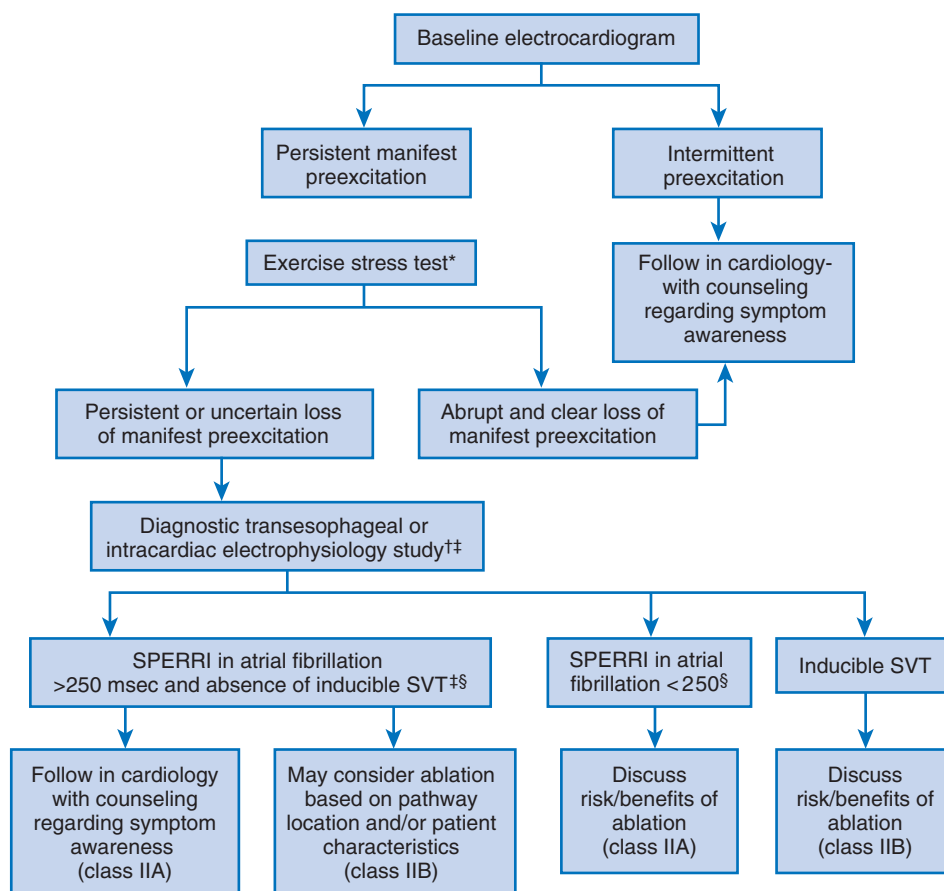 Baseline electrocardiogram
Persistent manifest
preexcitation
Intermittent
preexcitation
Exercise stress test*
Follow in cardiology-
with counseling
regarding symptom
awareness
Persistent or uncertain loss
of manifest preexcitation
Abrupt and clear loss of
manifest preexcitation
Diagnostic transesophageal or
intracardiac electrophysiology study†‡
SPERRI in atrial fibrillation
>250 msec and absence of inducible SVT‡§
SPERRI in atrial
fibrillation <250§
Inducible SVT
Follow in cardiology
with counseling
regarding symptom
awareness
(class IIA)
May consider ablation
based on pathway
location and/or patient
characteristics
(class IIB)
Discuss
risk/benefits of
ablation
(class IIA)
Discuss
risk/benefits of
ablation
(class IIB)